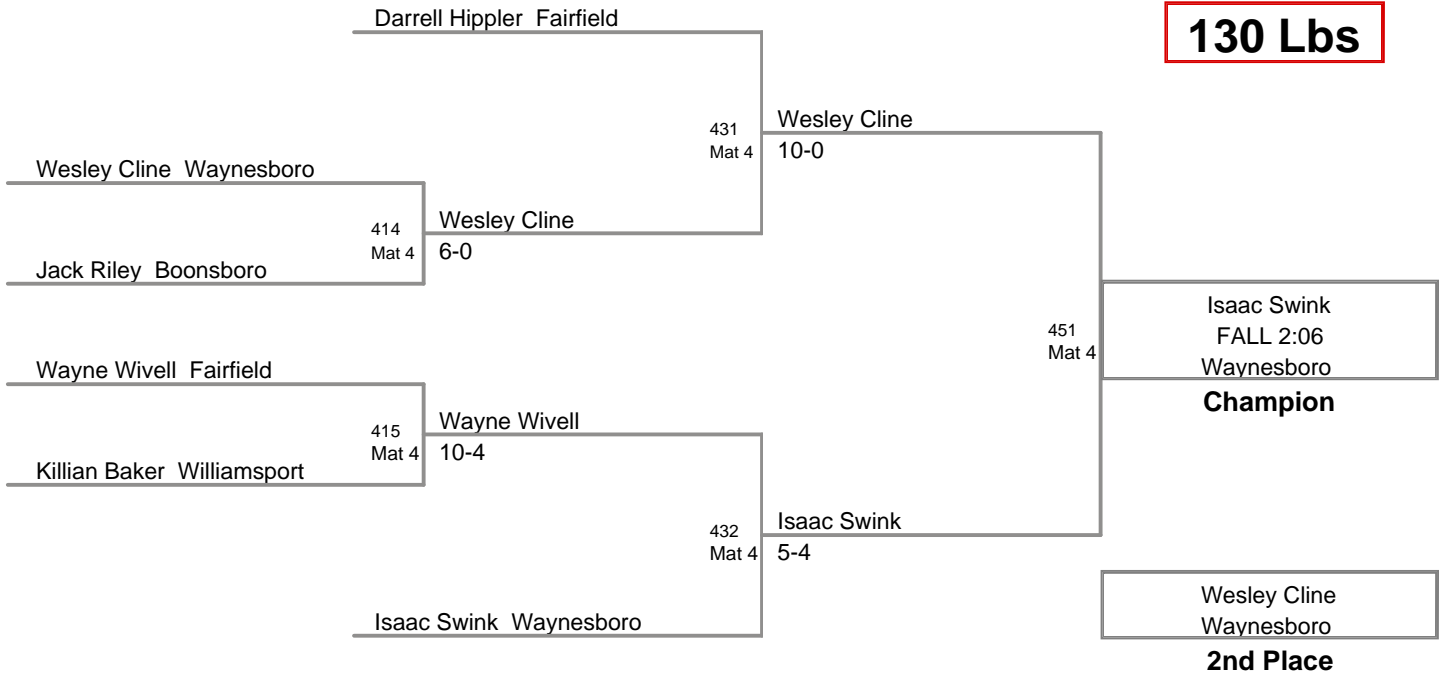 Darrell Hippler Fairfield
130 Lbs
431
Mat 4
Wesley Cline
10-0
Wesley Cline Waynesboro
414
Mat 4
Wesley Cline
6-0
Jack Riley Boonsboro
Isaac Swink
FALL 2:06
Waynesboro
Champion
451
Mat 4
Wayne Wivell Fairfield
415
Mat 4
Wayne Wivell
10-4
Killian Baker Williamsport
432
Mat 4
Isaac Swink
5-4
Isaac Swink Waynesboro
Wesley Cline
Waynesboro
2nd Place